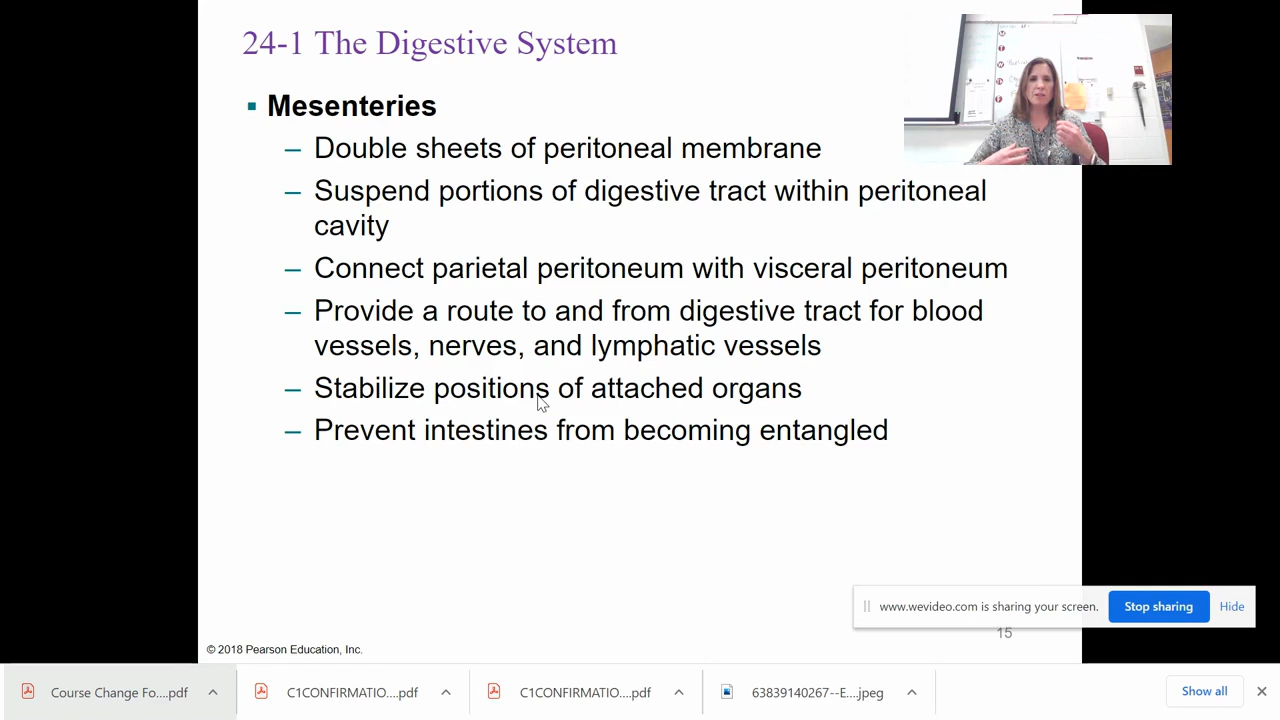 24-1 The Digestive System
Mesenteries
– Double sheets of peritoneal membrane
– Suspend portions of digestive tract within peritoneal
cavity
– Connect parietal peritoneum with visceral peritoneum
– Provide a route to and from digestive tract for blood
vessels, nerves, and lymphatic vessels
– Stabilize positions of attached organs
– Prevent intestines from becoming entangled
www.wevideo.com is sharing your screen.
Stop sharing
Hide
15
© 2018 Pearson Education, Inc.
Course Change Fo....pdf
C1CONFIRMATIO....pdf
C1CONFIRMATIO....pdf
63839140267--E....jpeg
Show all